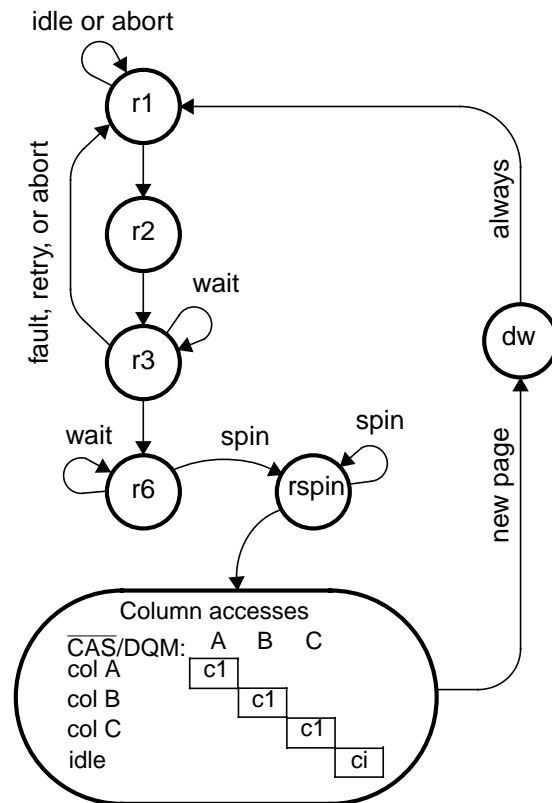 idle or abort
r1
fault, retry, or abort
always
r2
wait
r3
dw
wait
spin
spin
r6
rspin
new page
Column accesses
CAS/DQM: A B C
col A c1
col B c1
col C c1
idle ci